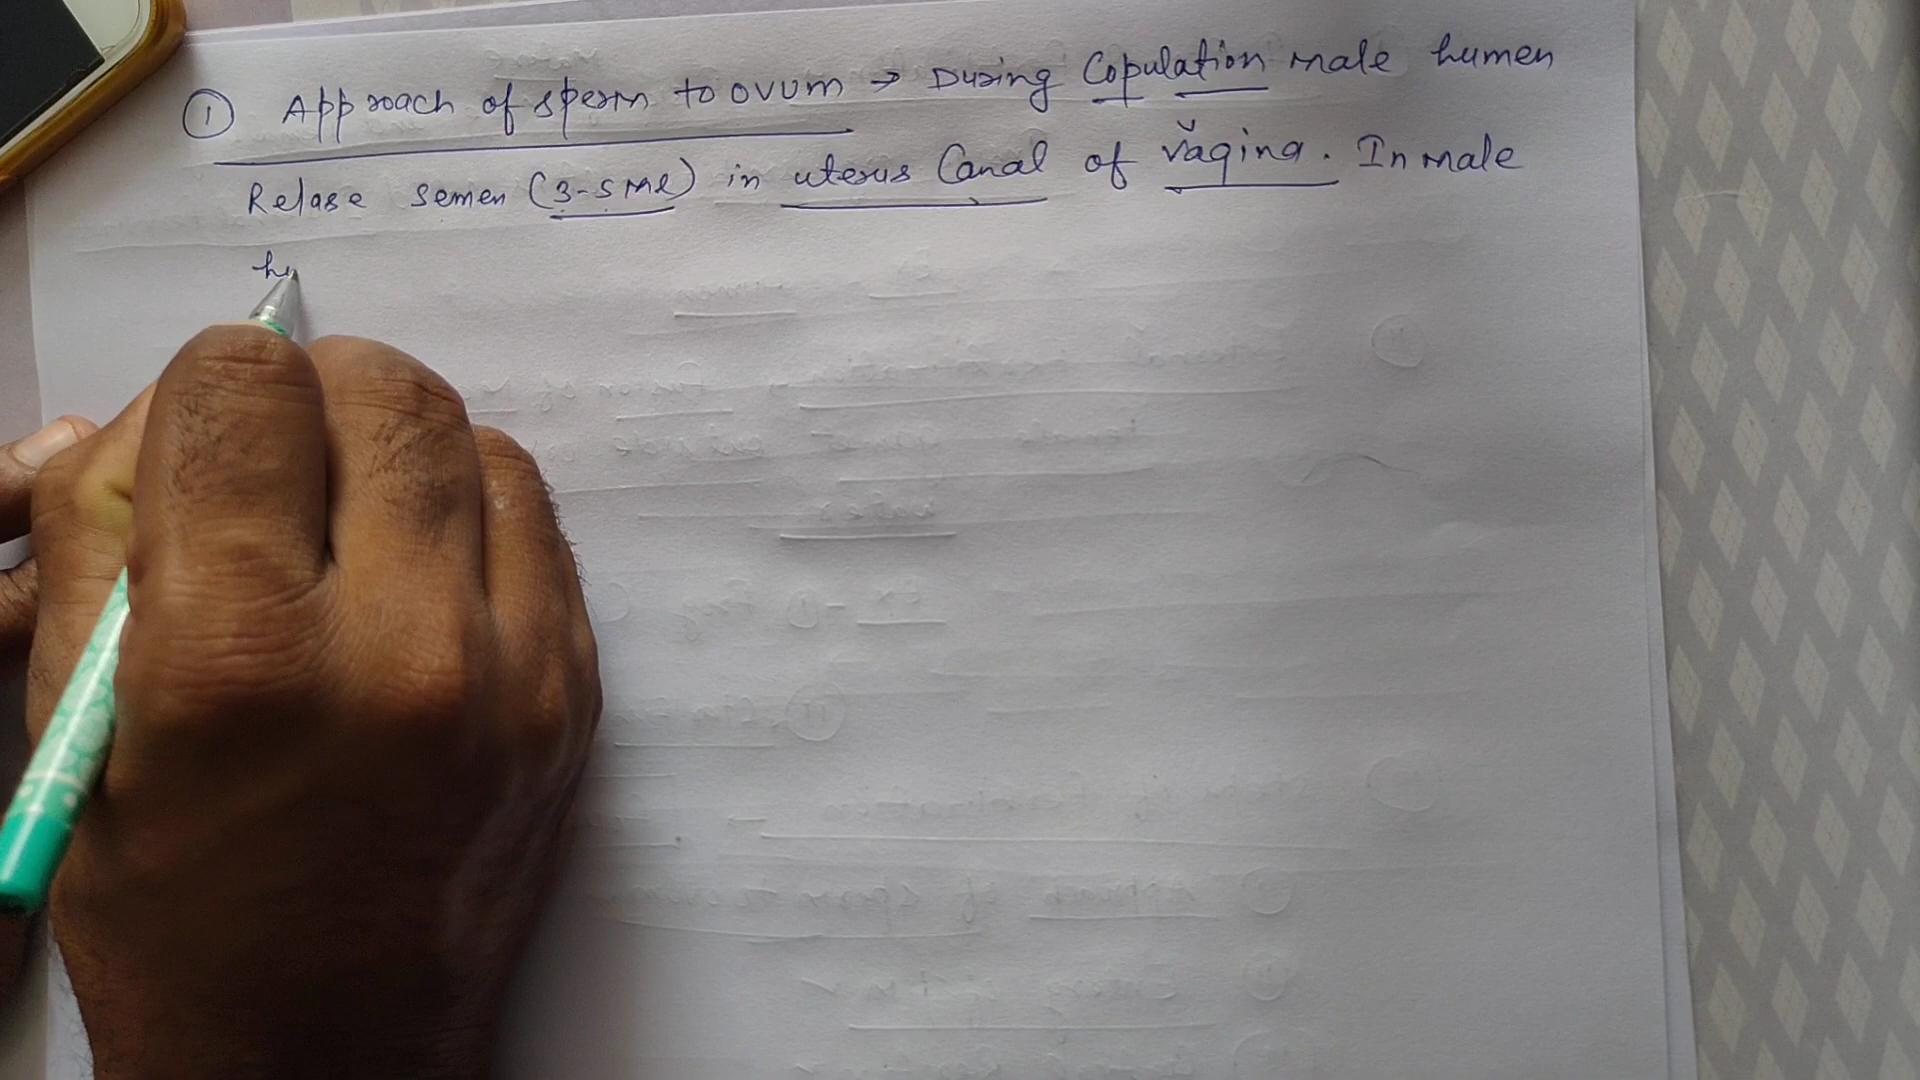 ① Approach of sperm to ovum → During Copulation male humen
Relase semen (3-5 ml) in uterus Canal of vagina. In male
hu